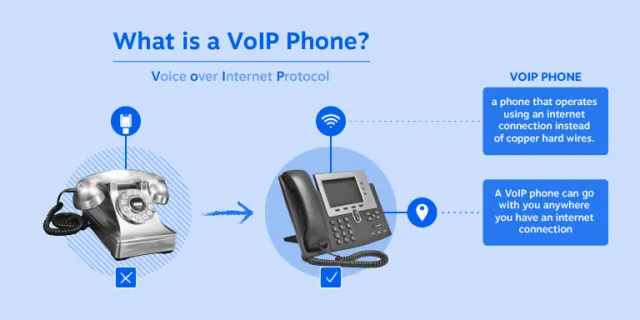 What is a VoIP Phone?
Voice over Internet Protocol
VOIP PHONE
a phone that operates
using an internet
connection instead
of copper hard wires.
A VoIP phone can go
with you anywhere
you have an internet
connection